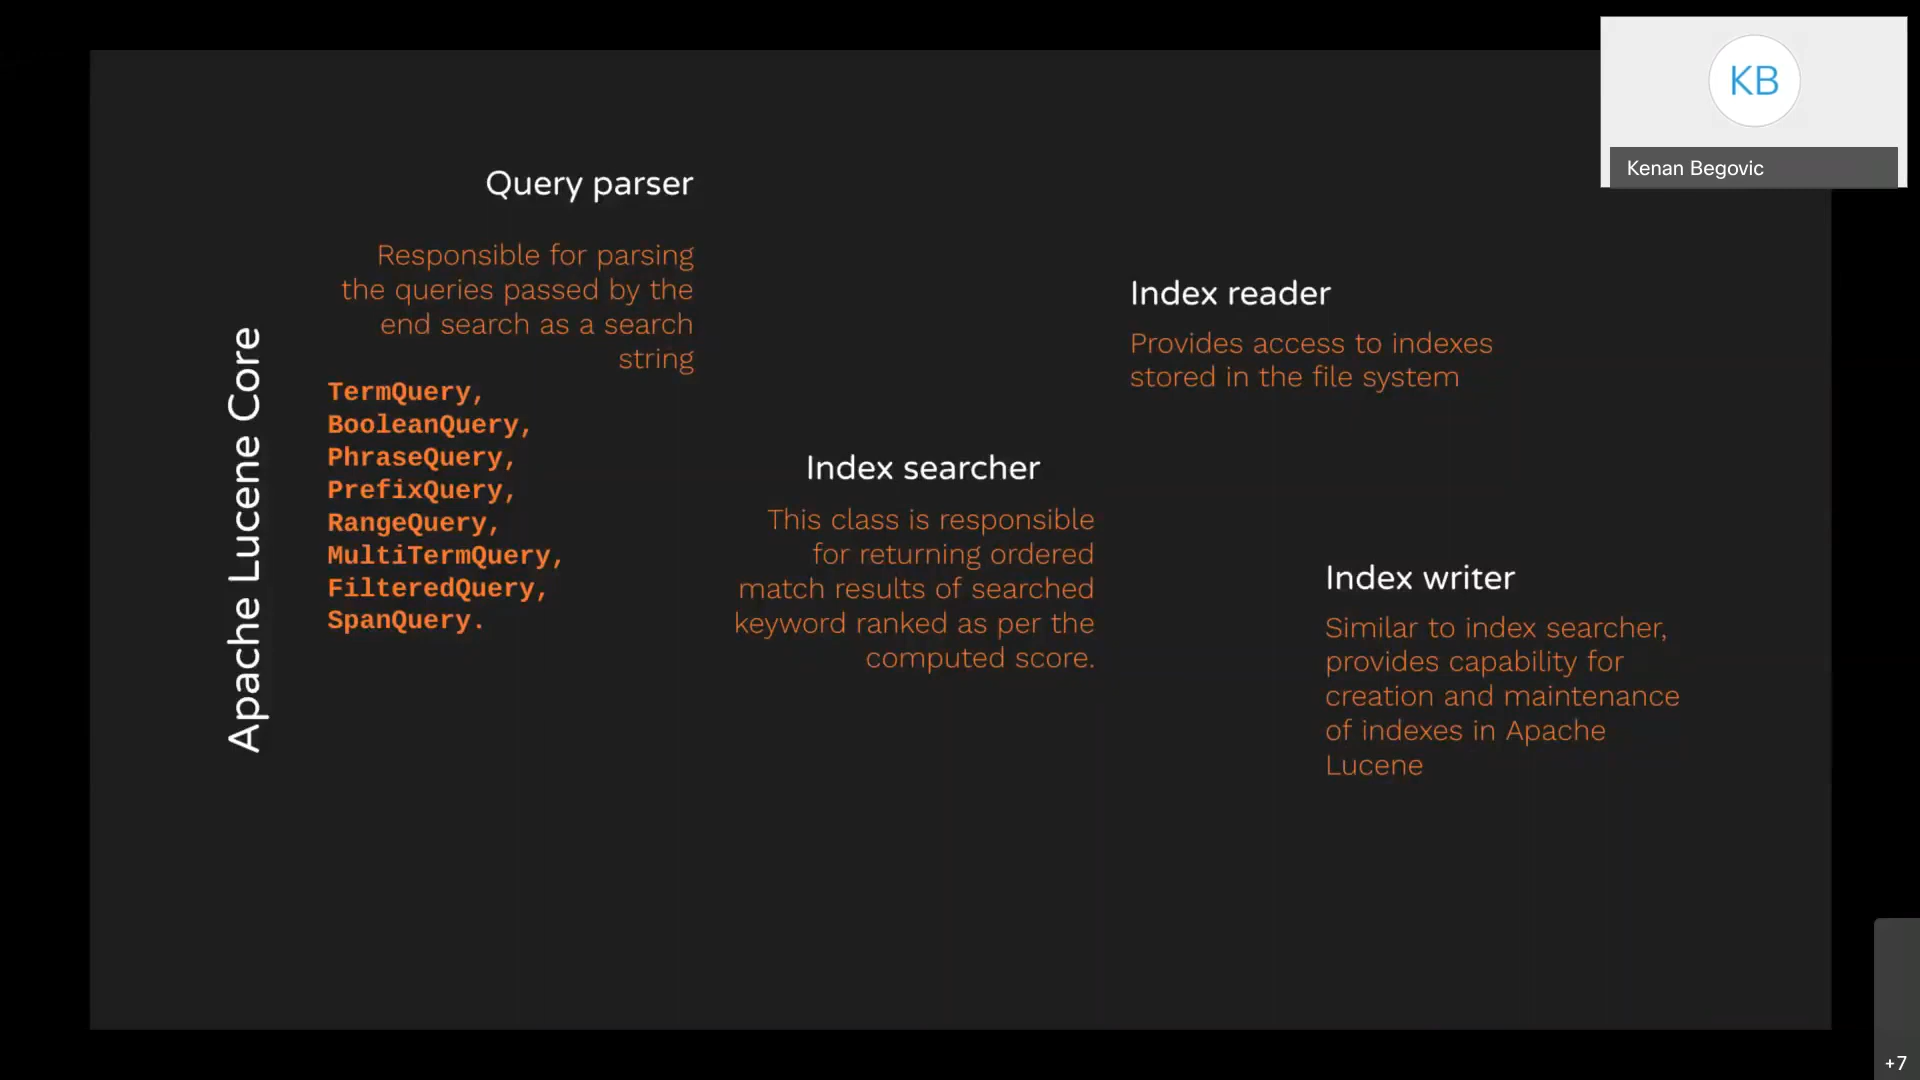 Apache Lucene Core
Query parser
Responsible for parsing
the queries passed by the
end search as a search
string
TermQuery,
BooleanQuery,
PhraseQuery,
PrefixQuery,
RangeQuery,
MultiTermQuery,
FilteredQuery,
SpanQuery.
Index searcher
This class is responsible
for returning ordered
match results of searched
keyword ranked as per the
computed score.
Index reader
Provides access to indexes
stored in the file system
Index writer
Similar to index searcher,
provides capability for
creation and maintenance
of indexes in Apache
Lucene
KB
Kenan Begovic
+7